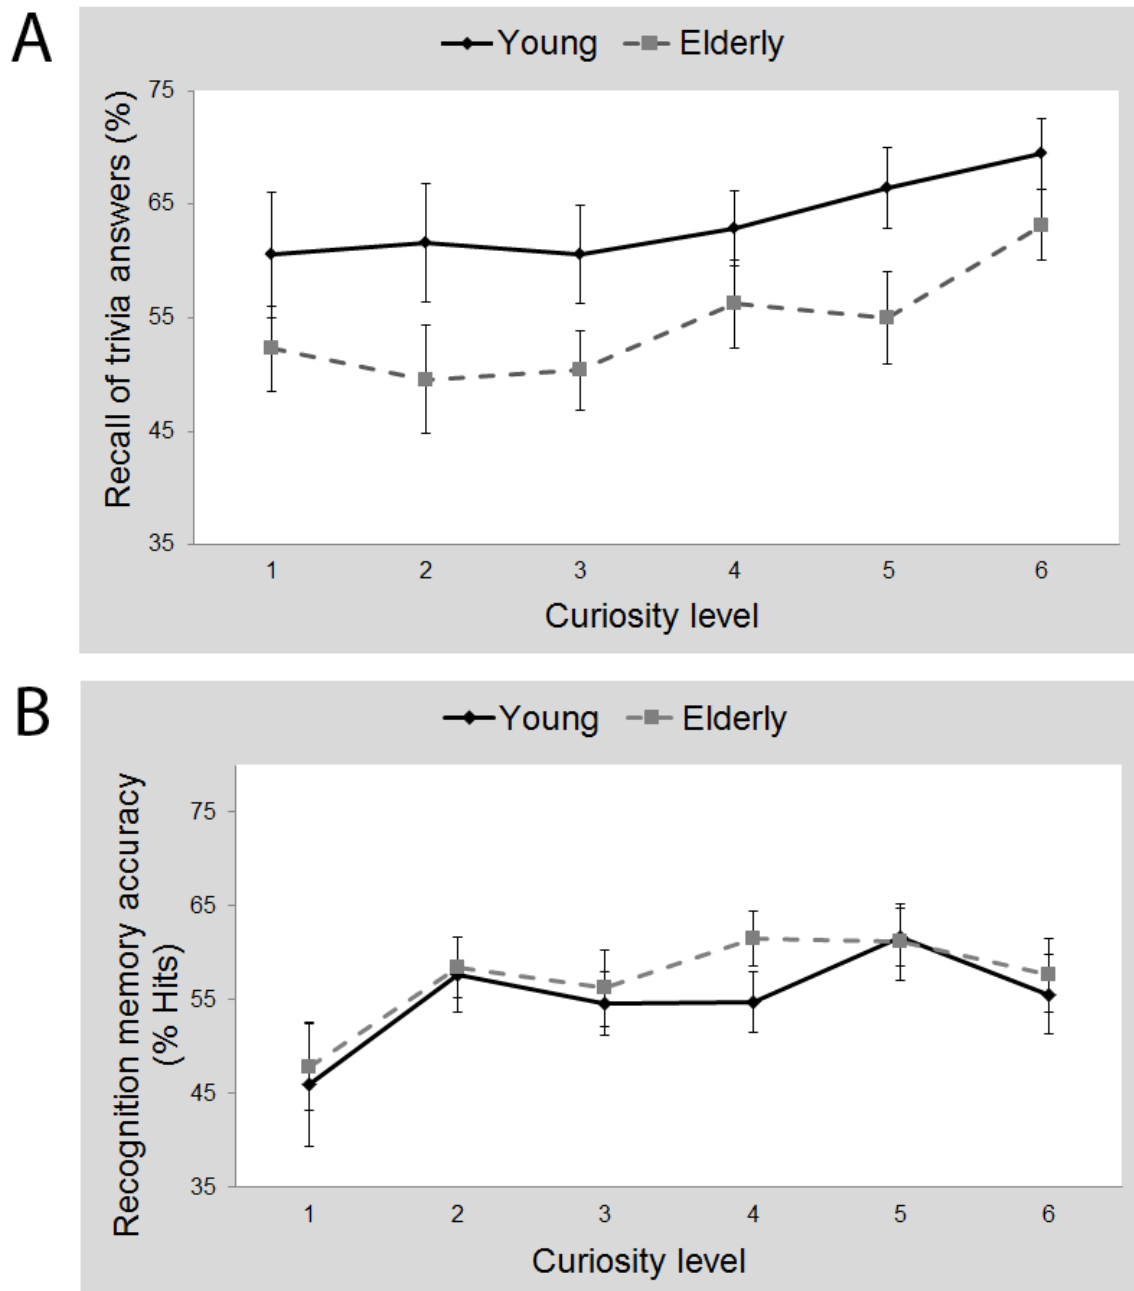 A
Young Elderly
Recall of trivia answers (%)
75
65
55
45
35
1 2 3 4 5 6
Curiosity level
B
Young Elderly
Recognition memory accuracy
(% Hits)
75
65
55
45
35
1 2 3 4 5 6
Curiosity level